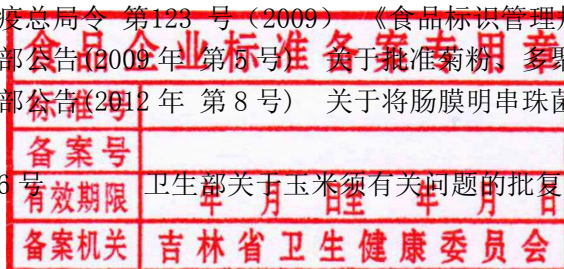 疫总局令 第123 号（2009） 《食品标识管理规
食品企业标准备案专用章
部公告(2009 年 第 5 号） 关于批准菊粉、多聚
标准号
部公告(2012 年 第 8 号） 关于将肠膜明串珠菌
备案号
6号 卫生部关于玉米须有关问题的批复
有效期限 年 月 日至 年 月 日
备案机关 吉林省卫生健康委员会